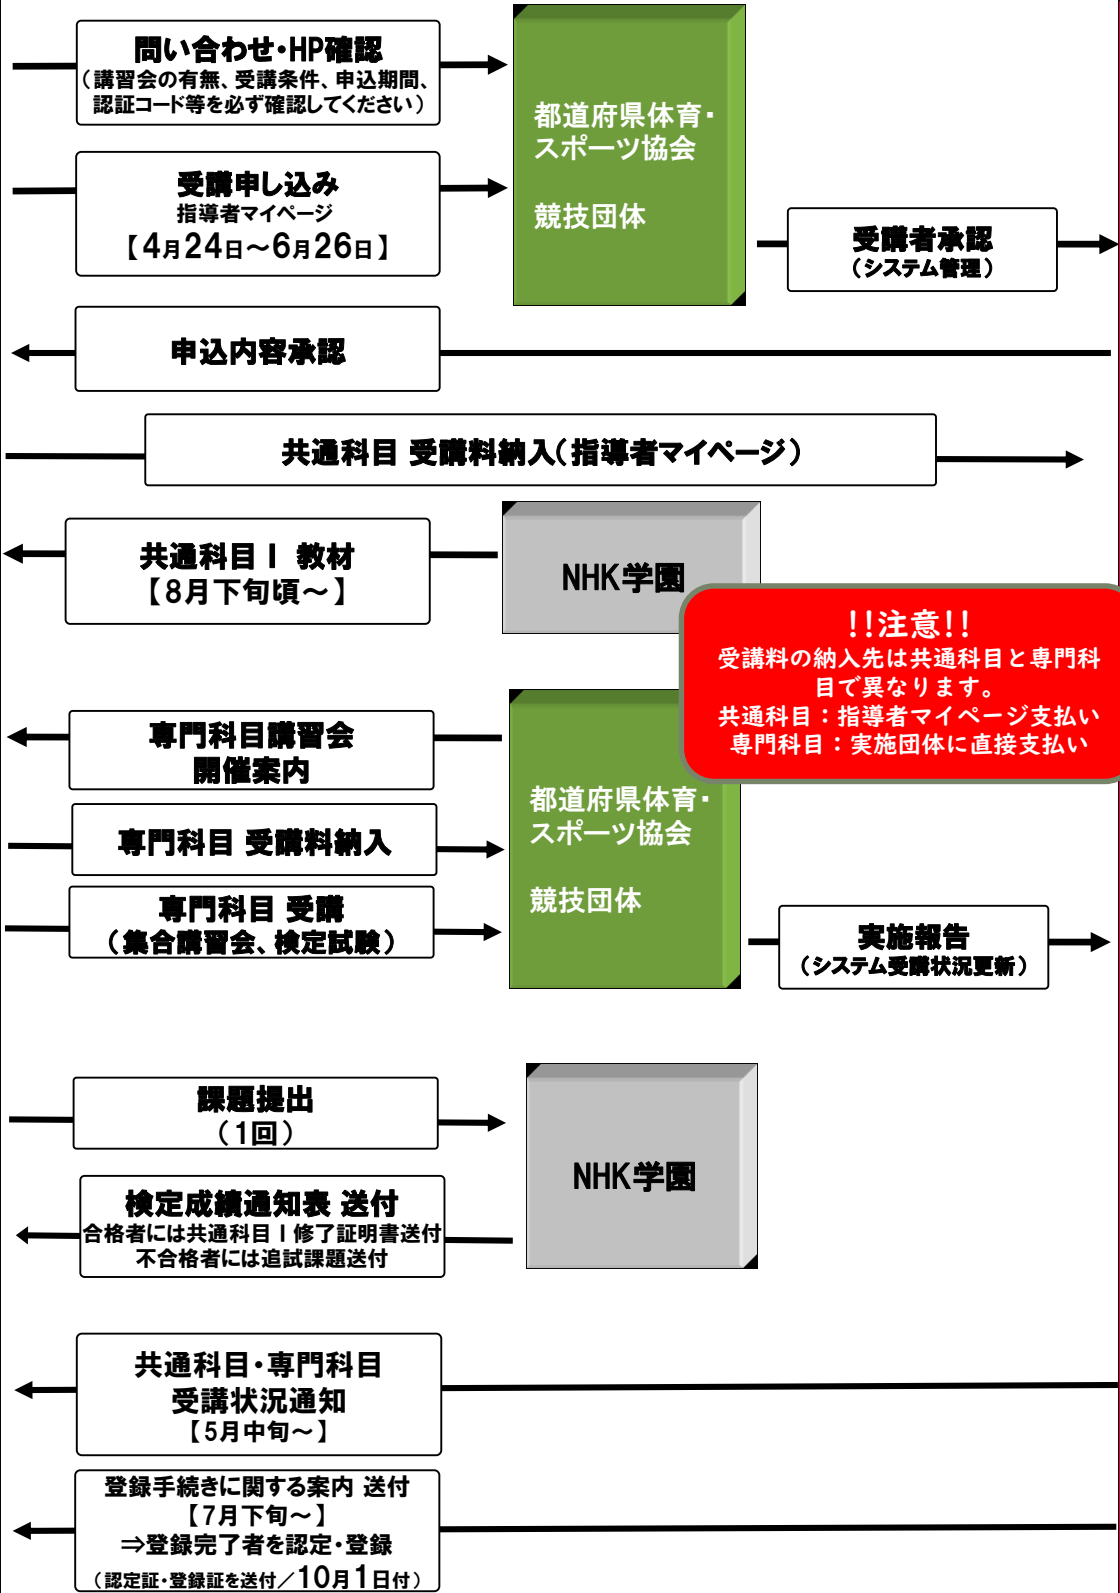 問い合わせ・HP確認
（講習会の有無、受講条件、申込期間、
認証コード等を必ず確認してください）
都道府県体育・
スポーツ協会
競技団体
受講申し込み
指導者マイページ
【4月24日～6月26日】
受講者承認
（システム管理）
申込内容承認
共通科目 受講料納入（指導者マイページ）
共通科目Ⅰ 教材
【8月下旬頃～】
NHK学園
!!注意!!
受講料の納入先は共通科目と専門科
目で異なります。
共通科目：指導者マイページ支払い
専門科目：実施団体に直接支払い
専門科目講習会
開催案内
都道府県体育・
スポーツ協会
競技団体
専門科目 受講料納入
専門科目 受講
（集合講習会、検定試験）
実施報告
（システム受講状況更新）
課題提出
（1回）
NHK学園
検定成績通知表 送付
合格者には共通科目Ⅰ修了証明書送付
不合格者には追試課題送付
共通科目・専門科目
受講状況通知
【5月中旬～】
登録手続きに関する案内 送付
【7月下旬～】
⇒登録完了者を認定・登録
（認定証・登録証を送付／10月1日付）